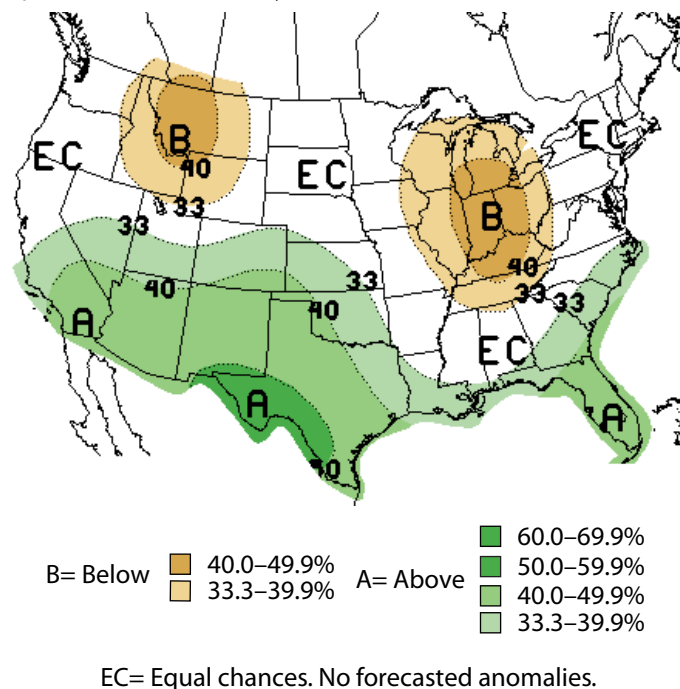 B
40
33
EC
EC
EC
33
B
40
33
33
33
40
40
A
EC
A
A
40
60.0–69.9%
B= Below
40.0–49.9%
33.3–39.9%
A= Above
50.0–59.9%
40.0–49.9%
33.3–39.9%
EC= Equal chances. No forecasted anomalies.